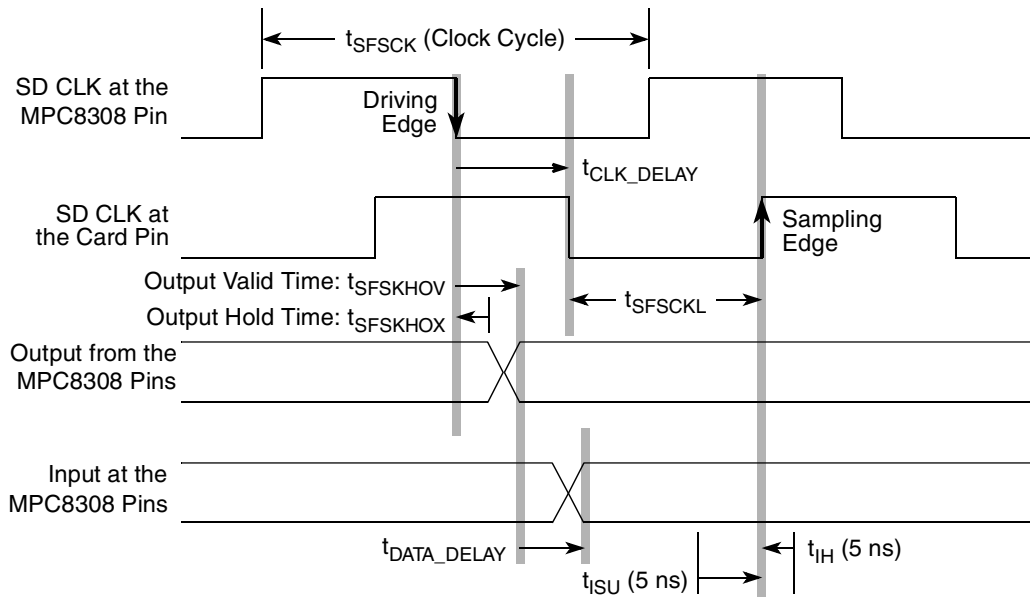 tSFSCK (Clock Cycle)
SD CLK at the
MPC8308 Pin
Driving
Edge
tCLK_DELAY
SD CLK at
the Card Pin
Sampling
Edge
Output Valid Time: tSFSKHOV
tSFSCKL
Output Hold Time: tSFSKHOX
Output from the
MPC8308 Pins
Input at the
MPC8308 Pins
tDATA_DELAY
tIH (5 ns)
tISU (5 ns)